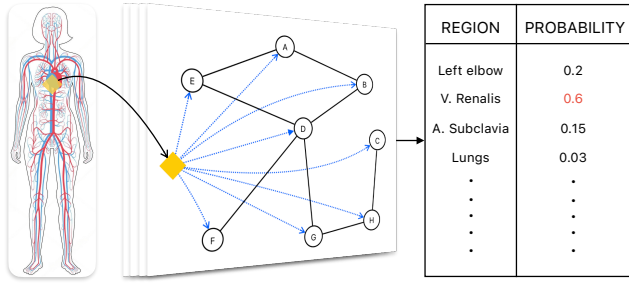 A
E
B
D
C
F
G
H
REGION PROBABILITY
Left elbow 0.2
V. Renalis 0.6
A. Subclavia 0.15
Lungs 0.03